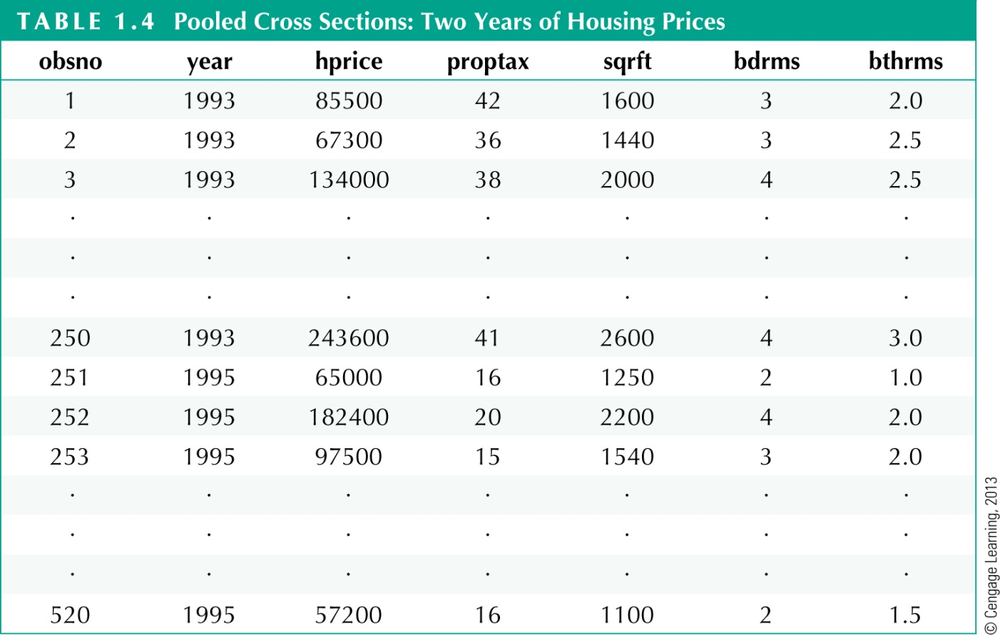 TABLE 1.4 Pooled Cross Sections: Two Years of Housing Prices
obsno year hprice proptax sqrft bdrms bthrms
1 1993 85500 42 1600 3 2.0
2 1993 67300 36 1440 3 2.5
3 1993 134000 38 2000 4 2.5
. . . . . . .
. . . . . . .
. . . . . . .
250 1993 243600 41 2600 4 3.0
251 1995 65000 16 1250 2 1.0
252 1995 182400 20 2200 4 2.0
253 1995 97500 15 1540 3 2.0
. . . . . . .
. . . . . . .
. . . . . . .
520 1995 57200 16 1100 2 1.5
© Cengage Learning, 2013